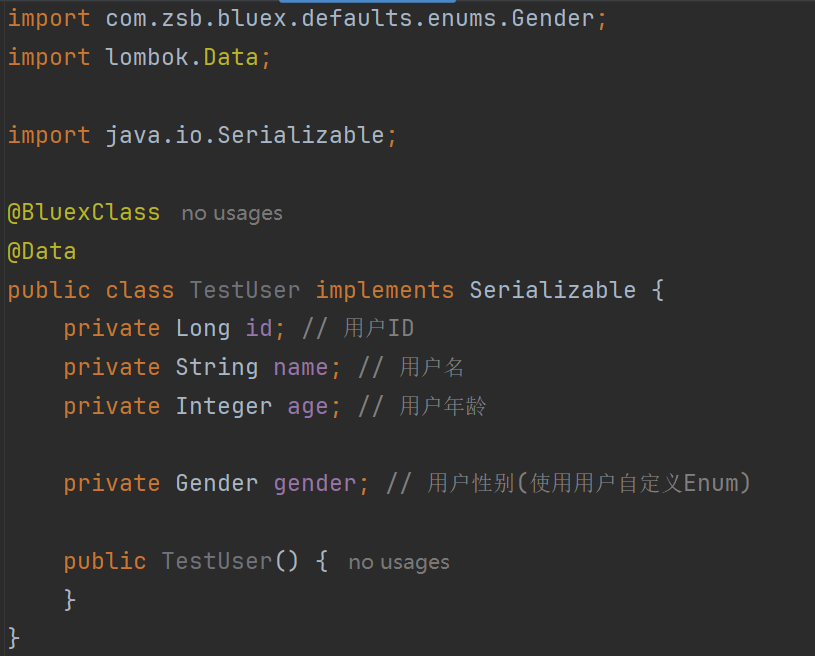 import com.zsb.bluex.defaults.enums.Gender;
import lombok.Data;
import java.io.Serializable;
@BluexClass no usages
@Data
public class TestUser implements Serializable {
private Long id; // 用户ID
private String name; // 用户名
private Integer age; // 用户年龄
private Gender gender; // 用户性别(使用用户自定义Enum)
public TestUser() { no usages
}
}